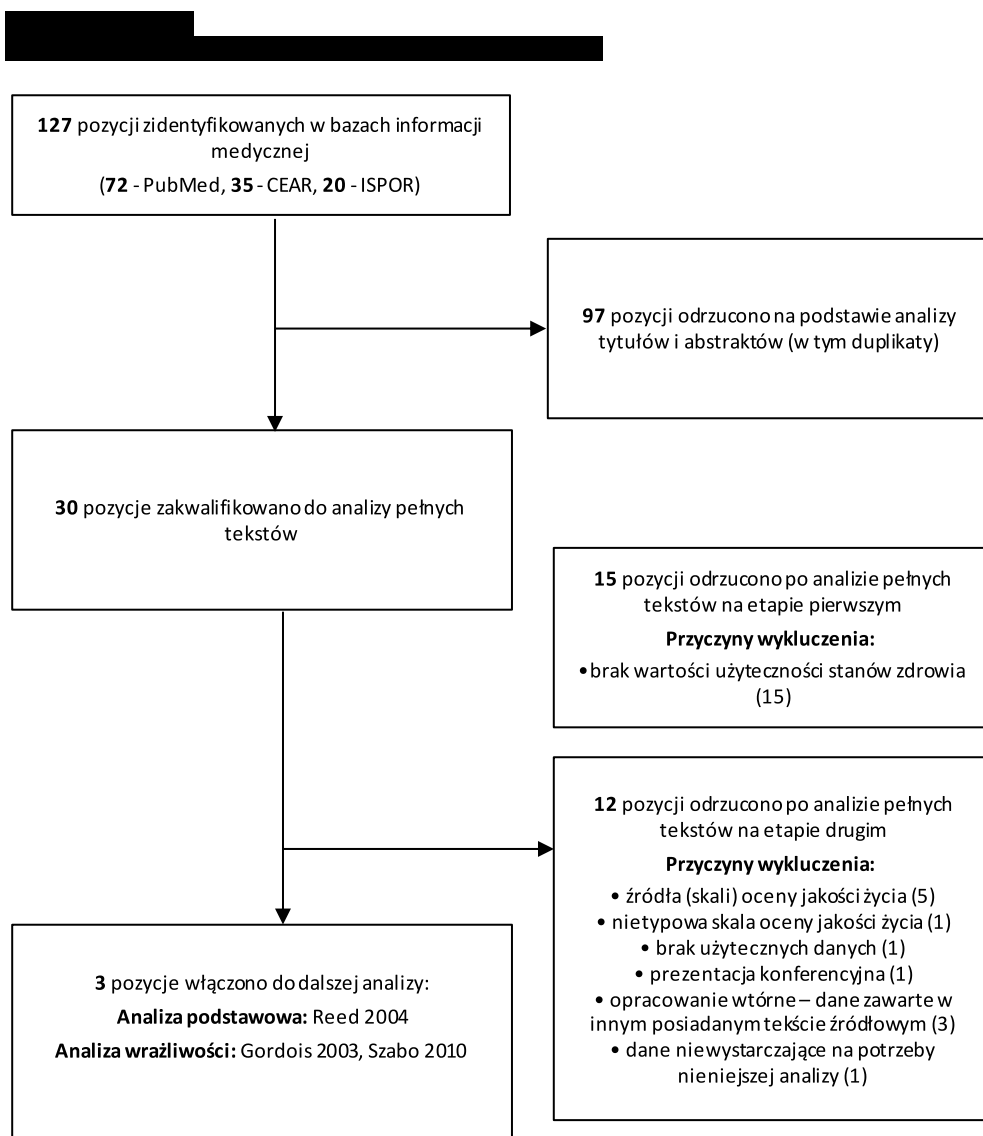 127 pozycji zidentyfikowanych w bazach informacji
medycznej
(72 - PubMed, 35 - CEAR, 20 - ISPOR)
97 pozycji odrzucono na podstawie analizy
tytułów i abstraktów (w tym duplikaty)
30 pozycje zakwalifikowano do analizy pełnych
tekstów
15 pozycji odrzucono po analizie pełnych
tekstów na etapie pierwszym
Przyczyny wykluczenia:
•brak wartości użyteczności stanów zdrowia
(15)
12 pozycji odrzucono po analizie pełnych
tekstów na etapie drugim
Przyczyny wykluczenia:
• źródła (skali) oceny jakości życia (5)
• nietypowa skala oceny jakości życia (1)
• brak użytecznych danych (1)
• prezentacja konferencyjna (1)
• opracowanie wtórne – dane zawarte w
innym posiadanym tekście źródłowym (3)
• dane niewystarczające na potrzeby
nieniejszej analizy (1)
3 pozycje włączono do dalszej analizy:
Analiza podstawowa: Reed 2004
Analiza wrażliwości: Gordois 2003, Szabo 2010